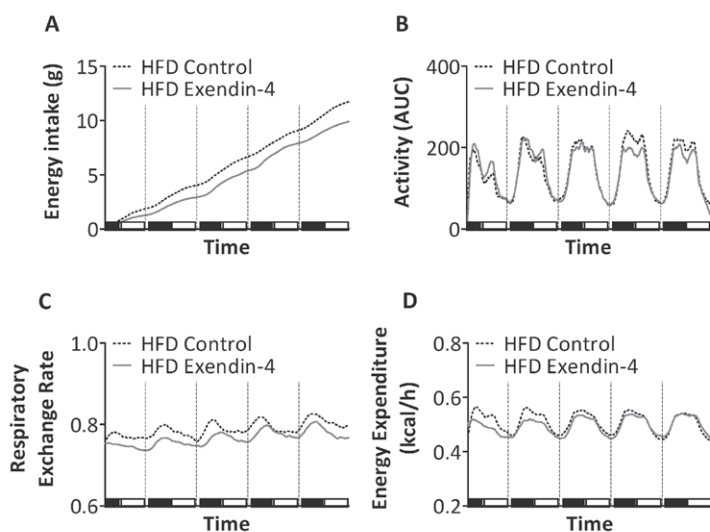 A
Energy intake (g)
15
10
5
0
HFD Control
HFD Exendin-4
Time
B
Activity (AUC)
400
200
0
HFD Control
HFD Exendin-4
Time
C
Respiratory
Exchange Rate
1.0
0.8
0.6
HFD Control
HFD Exendin-4
Time
D
Energy Expenditure
(kcal/h)
0.8
0.6
0.4
0.2
HFD Control
HFD Exendin-4
Time